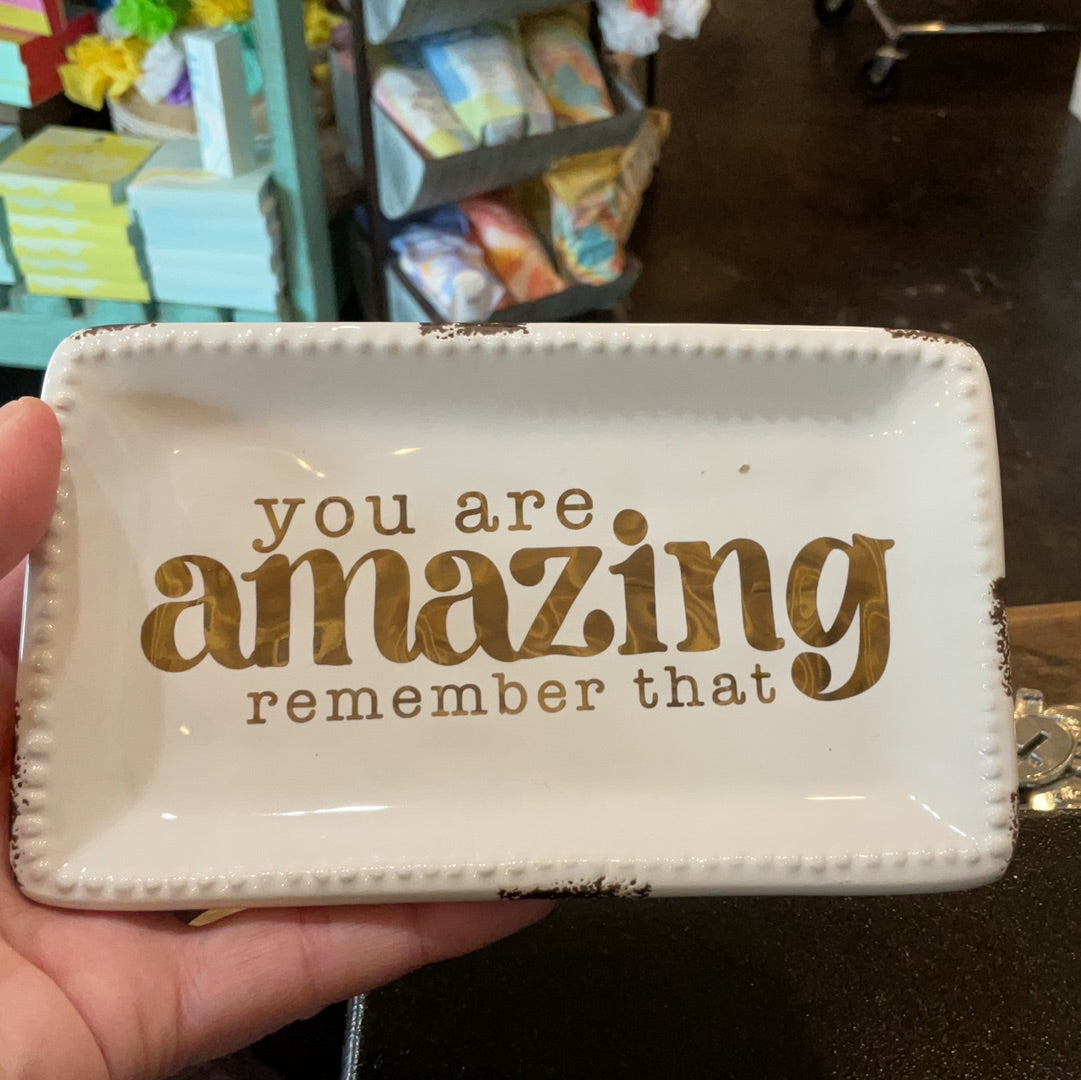 you are
amazing
remember that